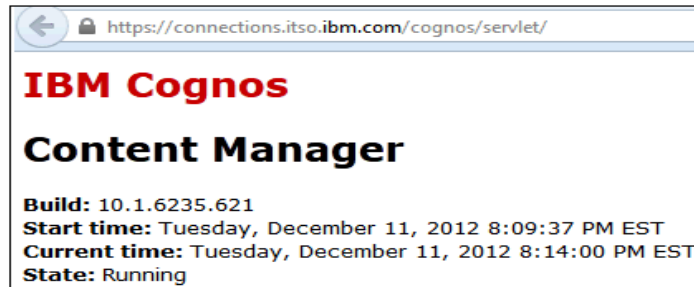 https://connections.itso.ibm.com/cognos/servlet/
IBM Cognos
Content Manager
Build: 10.1.6235.621
Start time: Tuesday, December 11, 2012 8:09:37 PM EST
Current time: Tuesday, December 11, 2012 8:14:00 PM EST
State: Running